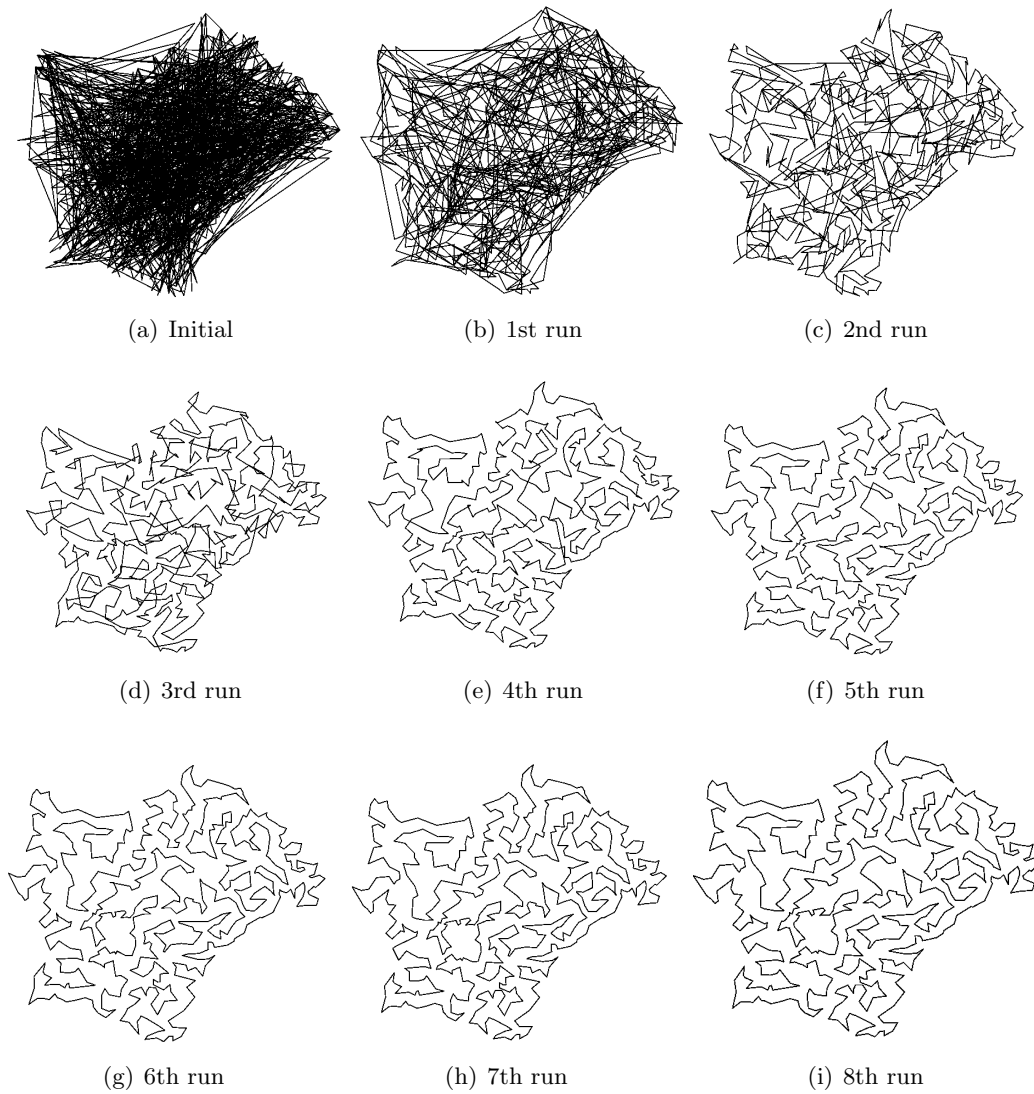 (a) Initial
(b) 1st run
(c) 2nd run
(d) 3rd run
(e) 4th run
(f) 5th run
(g) 6th run
(h) 7th run
(i) 8th run